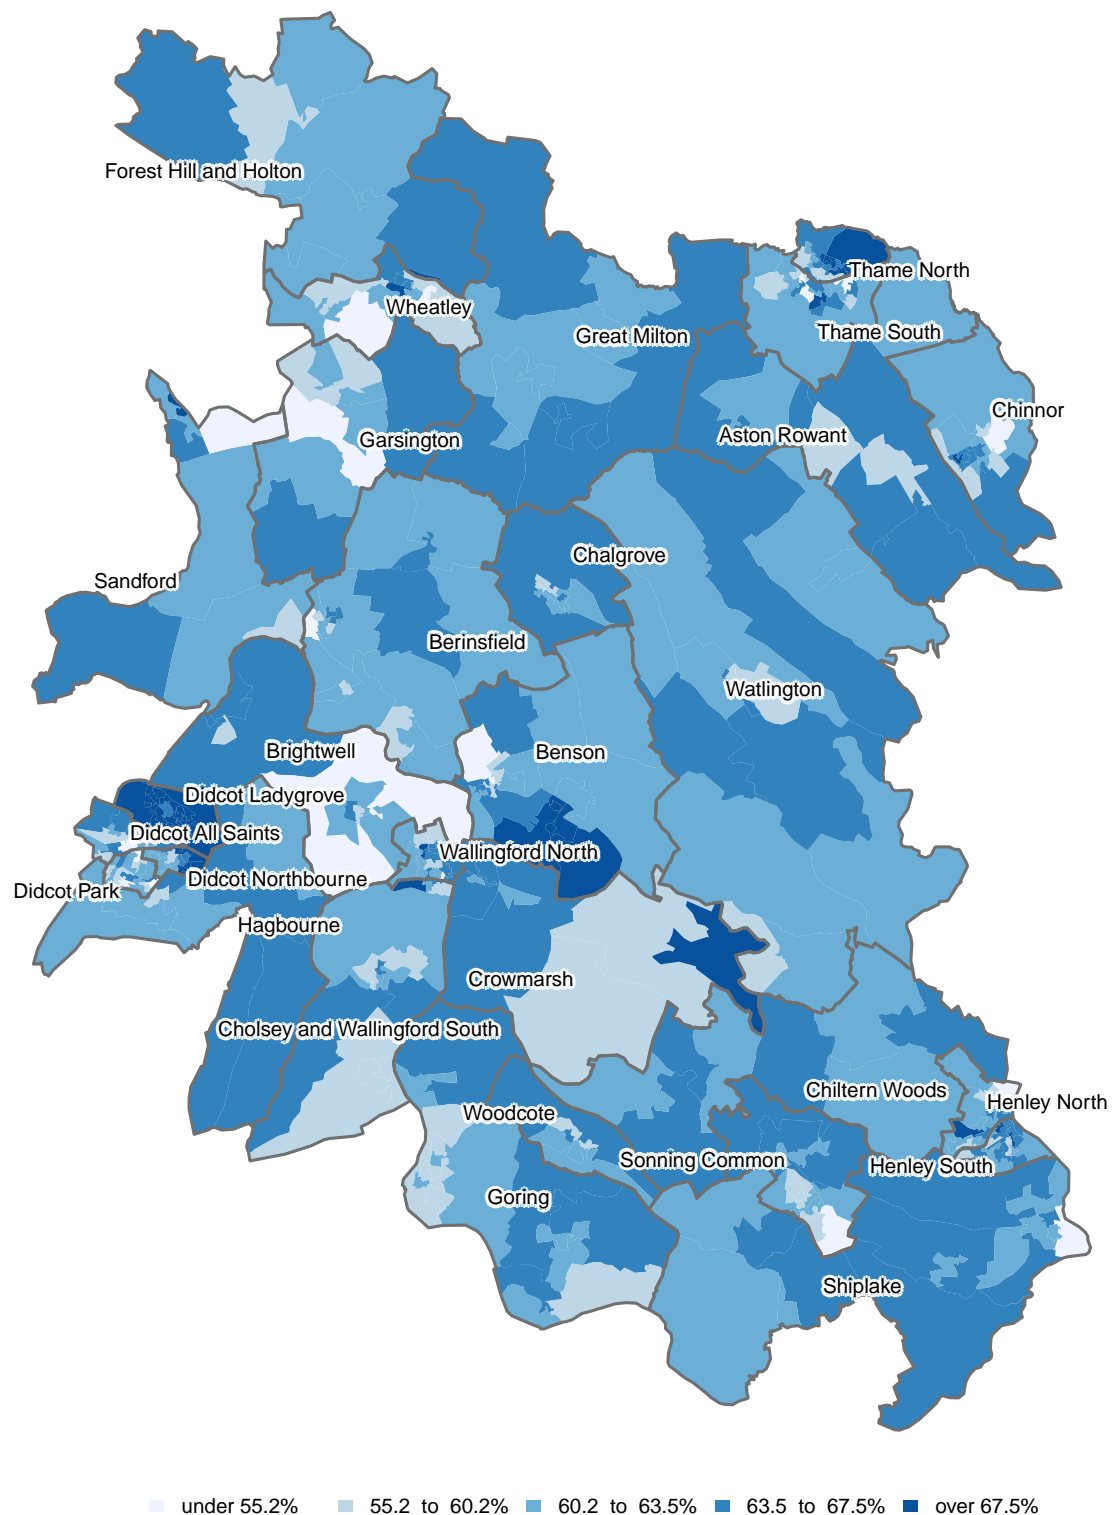 Forest Hill and Holton
Thame North
Wheatley
Thame South
Great Milton
Chinnor
Aston Rowant
Garsington
Chalgrove
Sandford
Berinsfield
Watlington
Brightwell
Benson
Didcot Ladygrove
Didcot All Saints
Wallingford North
Didcot Northbourne
Didcot Park
Hagbourne
Crowmarsh
Cholsey and Wallingford South
Chiltern Woods
Henley North
Woodcote
Sonning Common
Henley South
Goring
Shiplake
under 55.2% 55.2 to 60.2% 60.2 to 63.5% 63.5 to 67.5% over 67.5%